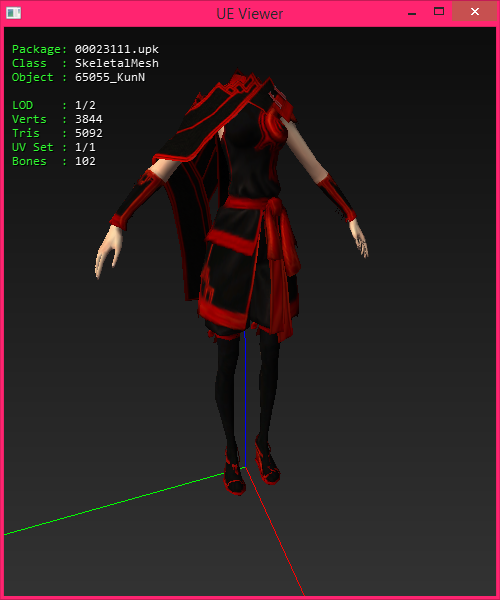 UE Viewer
Package: 00023111.upk
Class  : SkeletalMesh
Object : 65055_KunN
LOD    : 1/2
Verts  : 3844
Tris   : 5092
UV Set : 1/1
Bones  : 102